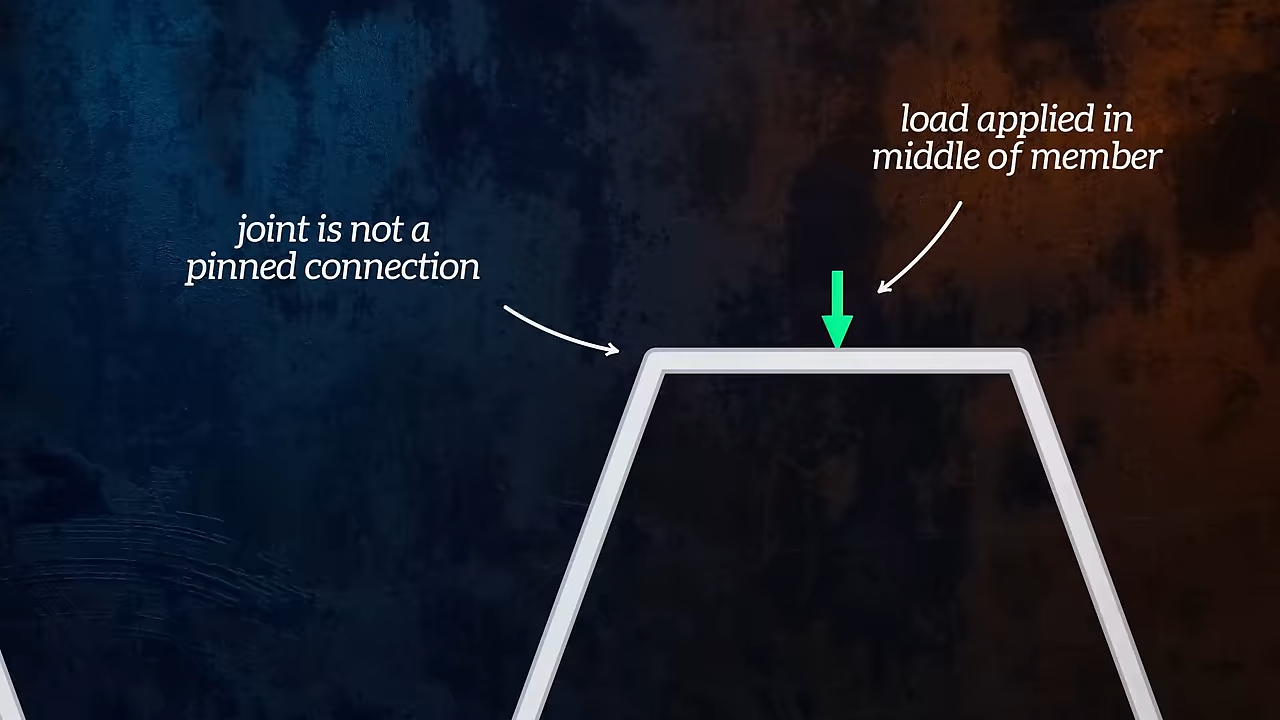 load applied in
middle of member
joint is not a
pinned connection